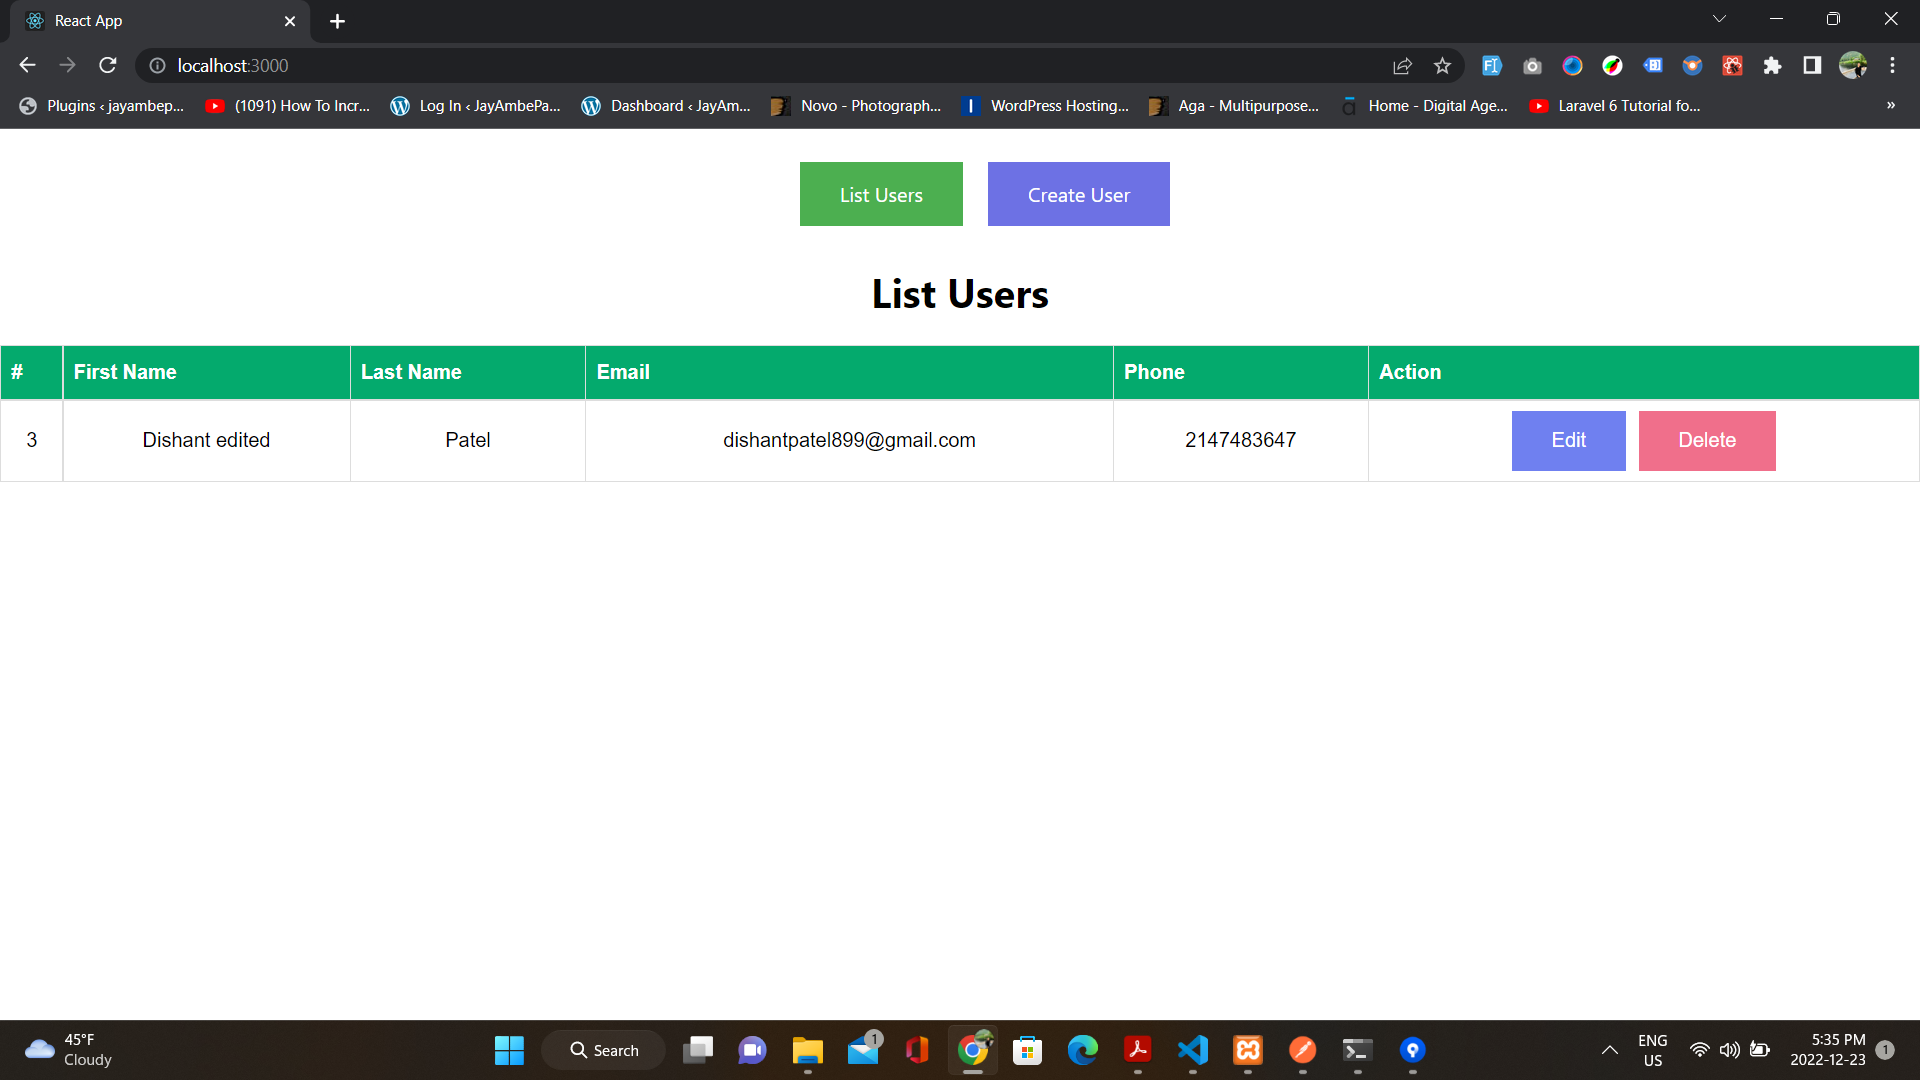 React App
localhost:3000
Plugins ‹ jayambep... (1091) How To Incr... Log In ‹ JayAmbePa... Dashboard ‹ JayAm... Novo - Photograph... WordPress Hosting... Aga - Multipurpose... Home - Digital Age... Laravel 6 Tutorial fo... »
List Users Create User
List Users
# First Name Last Name Email Phone Action
3 Dishant edited Patel dishantpatel899@gmail.com 2147483647 Edit Delete
45°F
Cloudy
Search
1
ENG
US
5:35 PM
2022-12-23
1